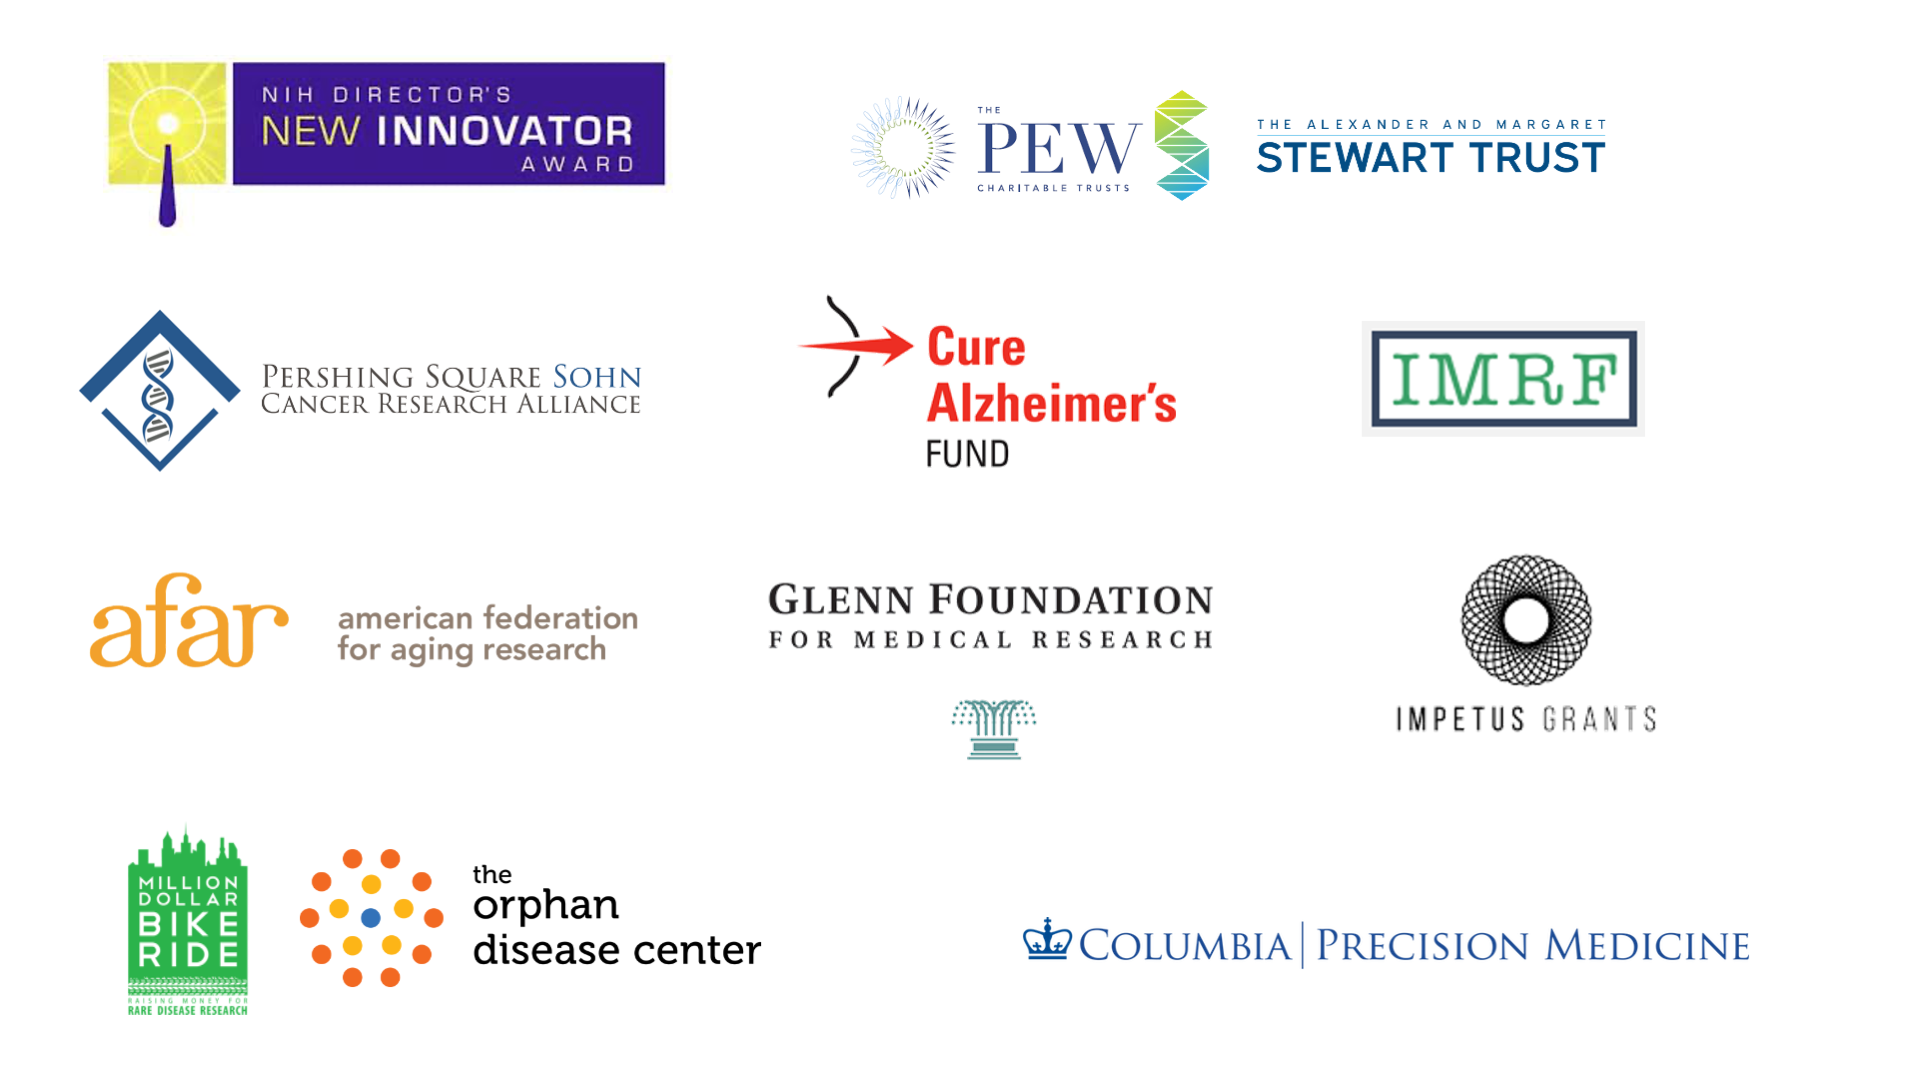 NIH DIRECTOR'S
NEW INNOVATOR
AWARD
THE
PEW
CHARITABLE TRUSTS
THE ALEXANDER AND MARGARET
STEWART TRUST
PERSHING SQUARE SOHN
CANCER RESEARCH ALLIANCE
Cure
Alzheimer's
FUND
IMRF
afar
american federation
for aging research
GLENN FOUNDATION
FOR MEDICAL RESEARCH
IMPETUS GRANTS
MILLION
DOLLAR
BIKE
RIDE
RAISING MONEY FOR
RARE DISEASE RESEARCH
the
orphan
disease center
COLUMBIA | PRECISION MEDICINE